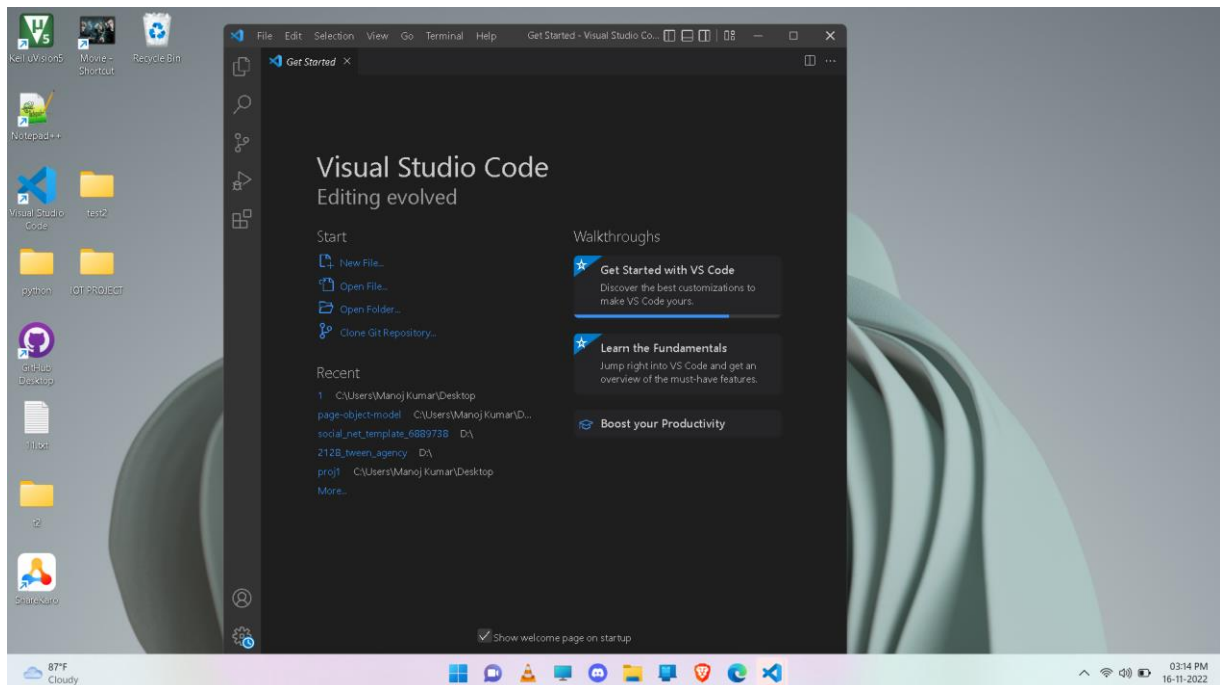 Keil uVision5
Movie - Shortcut
Recycle Bin
Notepad++
Visual Studio Code
test2
python
IOT PROJECT
GitHub Desktop
t2
ShareKaro
File Edit Selection View Go Terminal Help Get Started - Visual Studio Co...
Get Started
Visual Studio Code
Editing evolved
Start
New File...
Open File...
Open Folder...
Clone Git Repository...
Recent
1 C:\Users\Manoj Kumar\Desktop
page-object-model C:\Users\Manoj Kumar\D...
social_net_template_6889738 D:\
212B_tween_agency D:\
proj1 C:\Users\Manoj Kumar\Desktop
More...
Walkthroughs
Get Started with VS Code
Discover the best customizations to
make VS Code yours.
Learn the Fundamentals
Jump right into VS Code and get an
overview of the must-have features.
Boost your Productivity
Show welcome page on startup
87°F
Cloudy
03:14 PM
16-11-2022